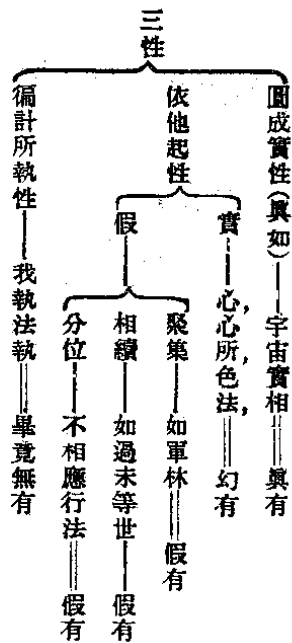 三性
圓成實性(眞如)——宇宙實相══眞有
依他起性
實——心,心所,色法,══幻有
假
聚集——如軍林══假有
相續——如過未等世——假有
分位——不相應行法══假有
徧計所執性——我執法執══畢竟無有